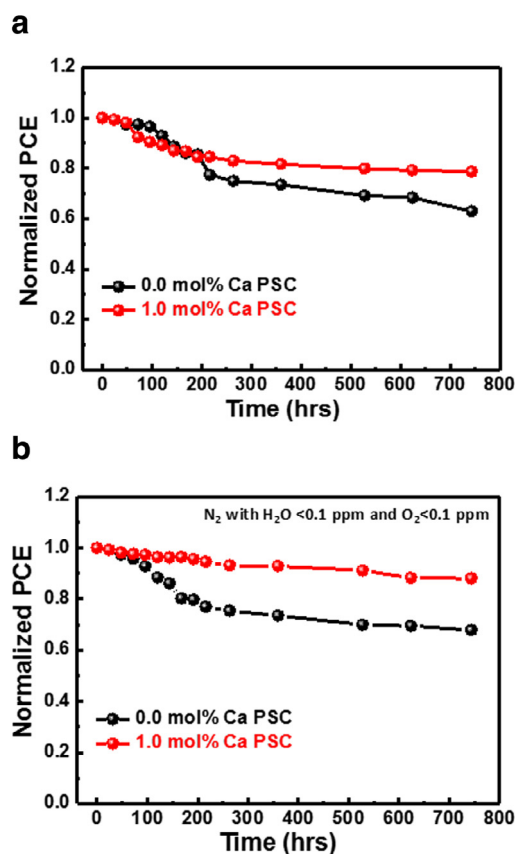 a
1.2
1.0
0.8
0.6
0.4
0.2
0.0
Normalized PCE
0.0 mol% Ca PSC
1.0 mol% Ca PSC
0 100 200 300 400 500 600 700 800
Time (hrs)
b
1.2
1.0
0.8
0.6
0.4
0.2
0.0
Normalized PCE
N₂ with H₂O <0.1 ppm and O₂<0.1 ppm
0.0 mol% Ca PSC
1.0 mol% Ca PSC
0 100 200 300 400 500 600 700 800
Time (hrs)